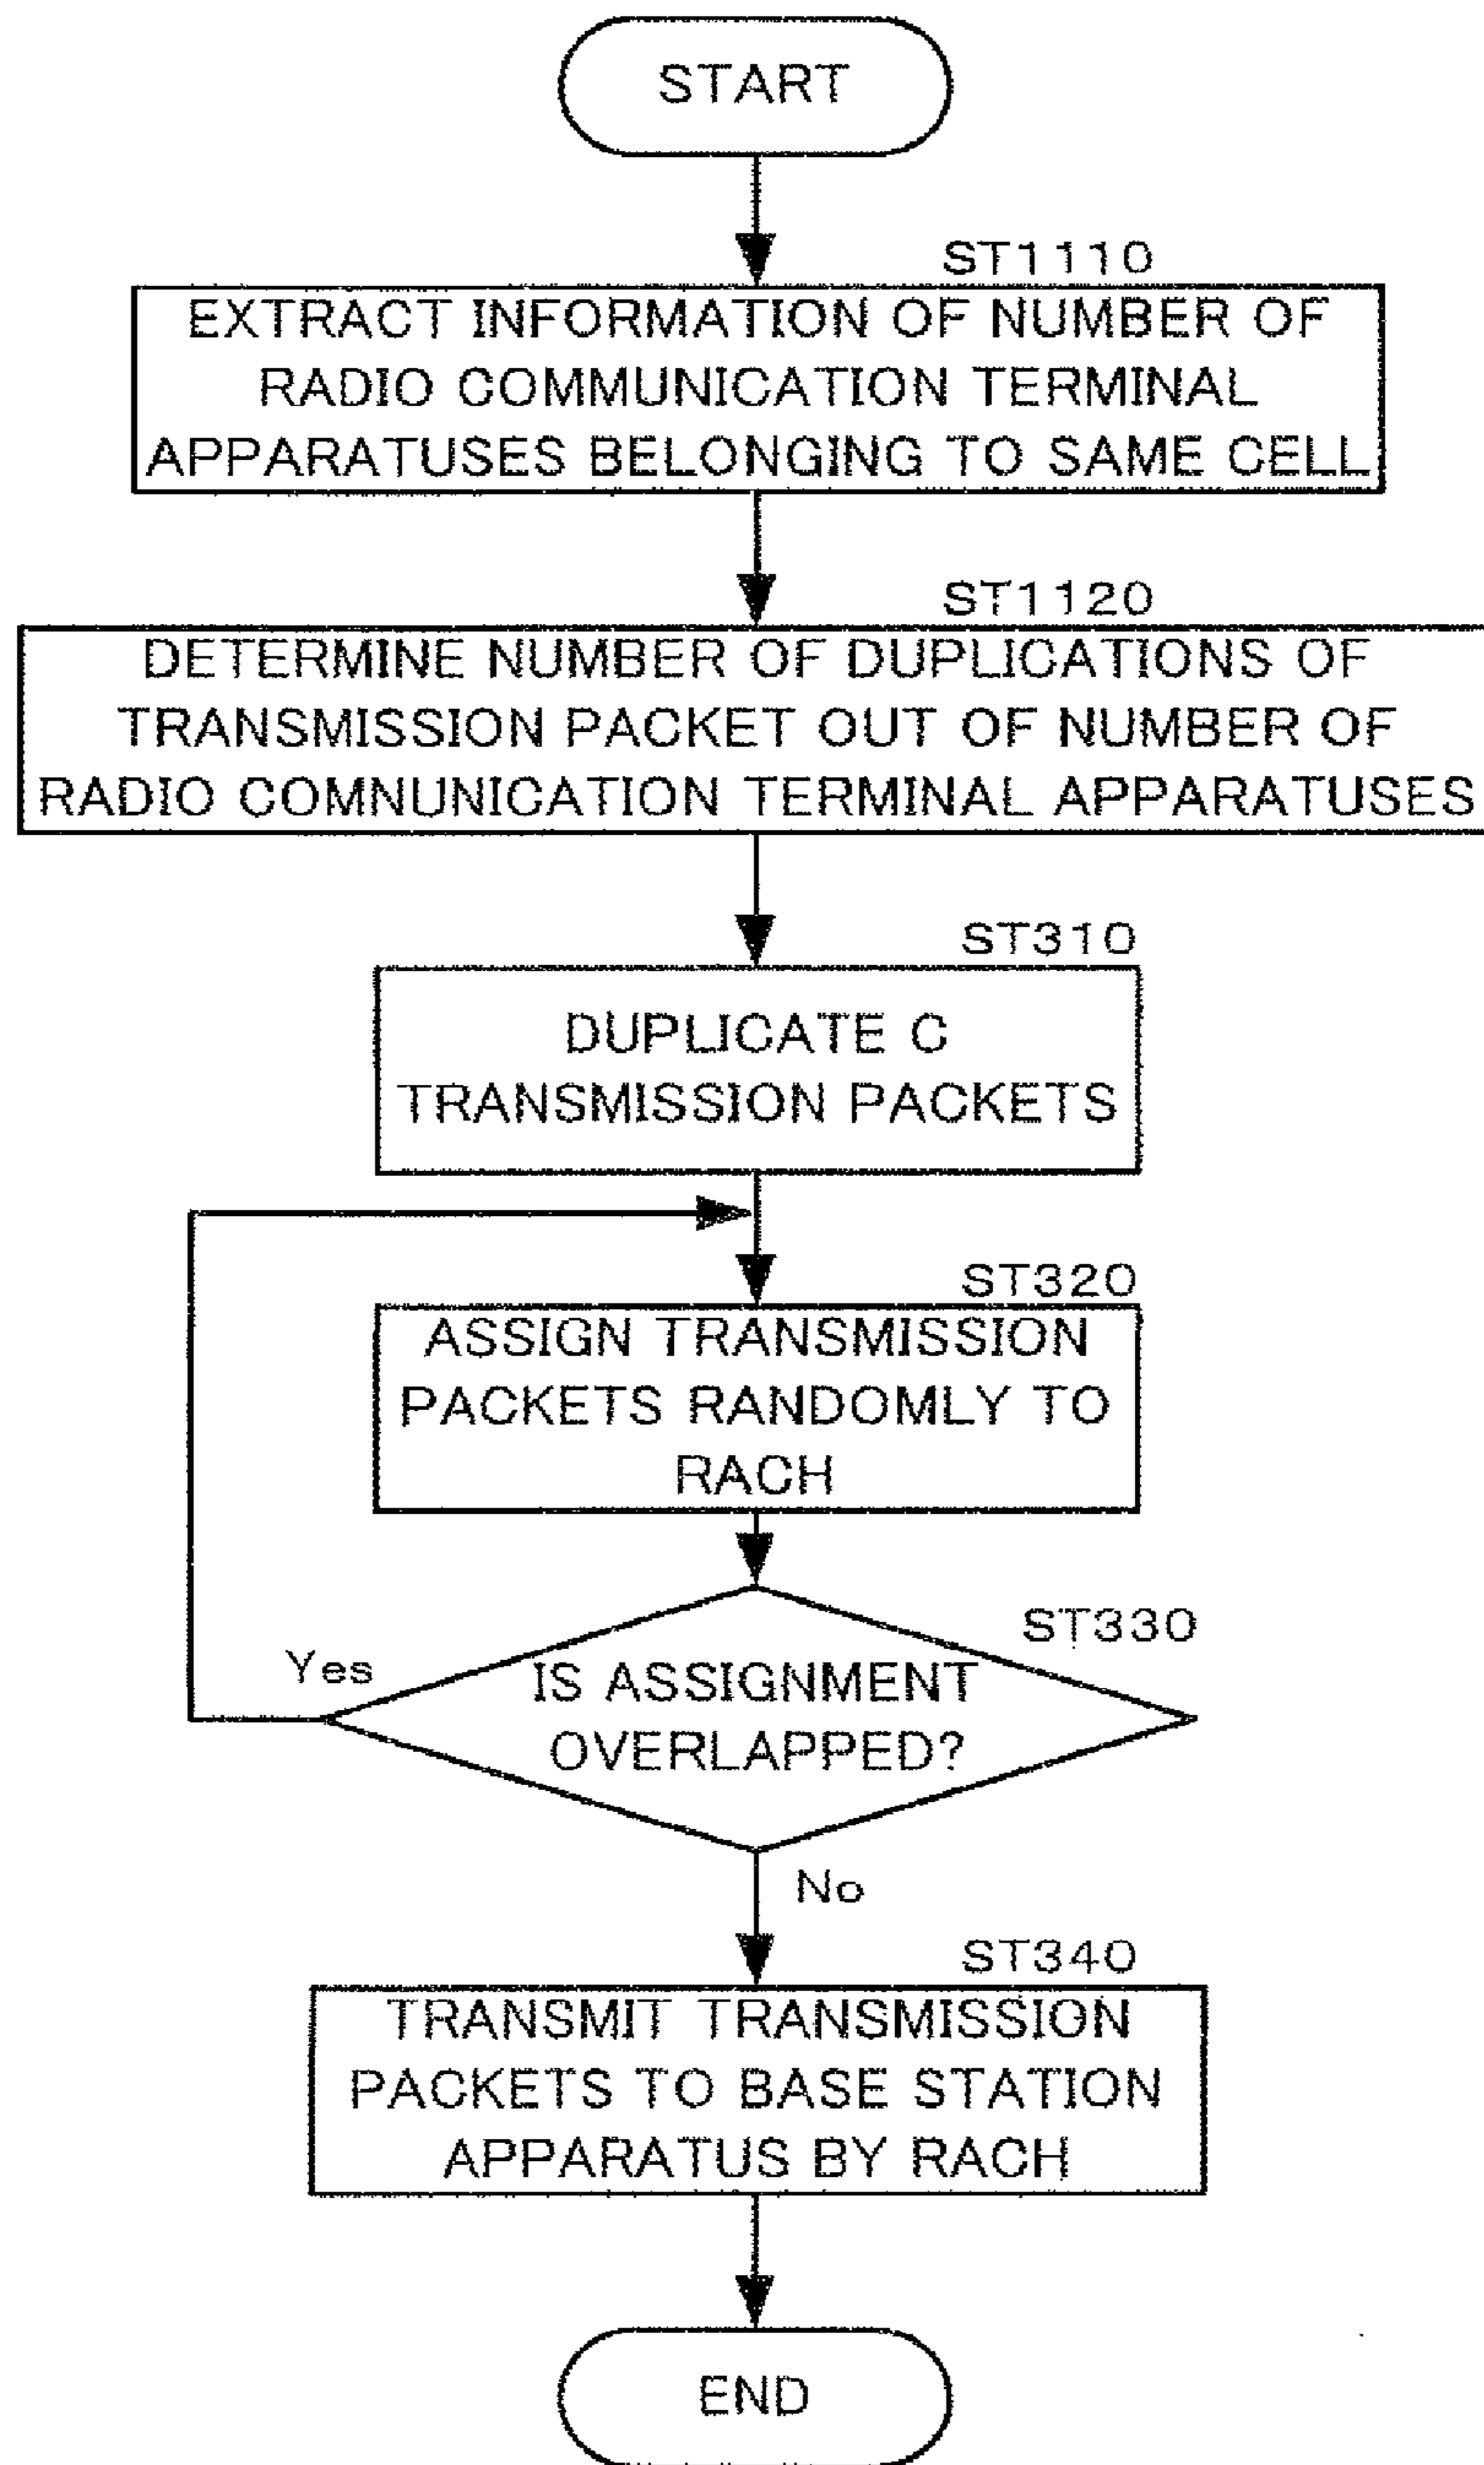 START
ST1110
EXTRACT INFORMATION OF NUMBER OF
RADIO COMMUNICATION TERMINAL
APPARATUSES BELONGING TO SAME CELL
ST1120
DETERMINE NUMBER OF DUPLICATIONS OF
TRANSMISSION PACKET OUT OF NUMBER OF
RADIO COMNUNICATION TERMINAL APPARATUSES
ST310
DUPLICATE C
TRANSMISSION PACKETS
ST320
ASSIGN TRANSMISSION
PACKETS RANDOMLY TO
RACH
ST330
Yes
IS ASSIGNMENT
OVERLAPPED?
No
ST340
TRANSMIT TRANSMISSION
PACKETS TO BASE STATION
APPARATUS BY RACH
END